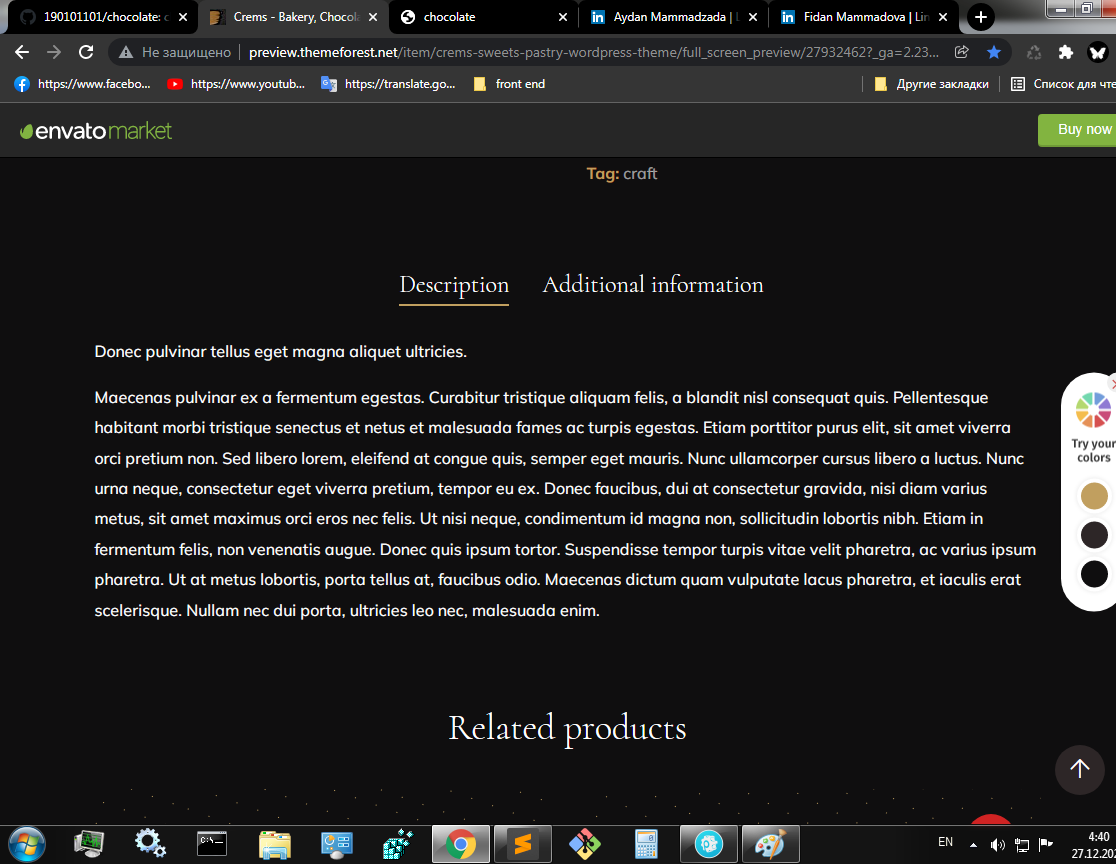 190101101/chocolate: c
Crems - Bakery, Chocol
chocolate
Aydan Mammadzada | L
Fidan Mammadova | Lin
Не защищено
preview.themeforest.net/item/crems-sweets-pastry-wordpress-theme/full_screen_preview/27932462?_ga=2.23...
https://www.facebo...
https://www.youtub...
https://translate.go...
front end
Другие закладки
Список для чте
envatomarket
Buy now
Tag: craft
Description
Additional information
Donec pulvinar tellus eget magna aliquet ultricies.
Maecenas pulvinar ex a fermentum egestas. Curabitur tristique aliquam felis, a blandit nisl consequat quis. Pellentesque
habitant morbi tristique senectus et netus et malesuada fames ac turpis egestas. Etiam porttitor purus elit, sit amet viverra
orci pretium non. Sed libero lorem, eleifend at congue quis, semper eget mauris. Nunc ullamcorper cursus libero a luctus. Nunc
urna neque, consectetur eget viverra pretium, tempor eu ex. Donec faucibus, dui at consectetur gravida, nisi diam varius
metus, sit amet maximus orci eros nec felis. Ut nisi neque, condimentum id magna non, sollicitudin lobortis nibh. Etiam in
fermentum felis, non venenatis augue. Donec quis ipsum tortor. Suspendisse tempor turpis vitae velit pharetra, ac varius ipsum
pharetra. Ut at metus lobortis, porta tellus at, faucibus odio. Maecenas dictum quam vulputate lacus pharetra, et iaculis erat
scelerisque. Nullam nec dui porta, ultricies leo nec, malesuada enim.
Try your
colors
Related products
EN
4:40
27.12.20